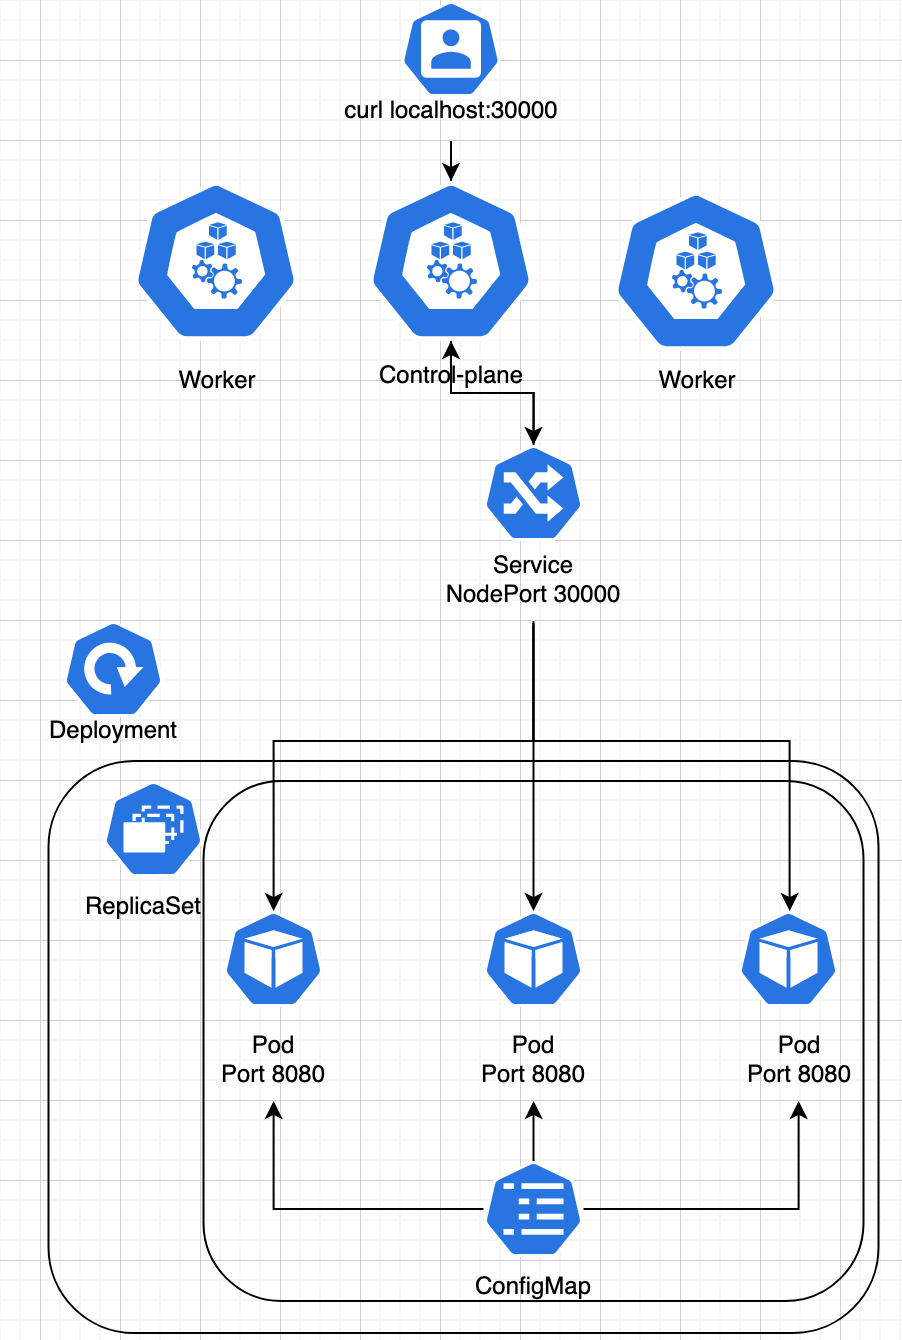 curl localhost:30000
Worker
Control-plane
Worker
Service
NodePort 30000
Deployment
ReplicaSet
Pod
Port 8080
Pod
Port 8080
Pod
Port 8080
ConfigMap